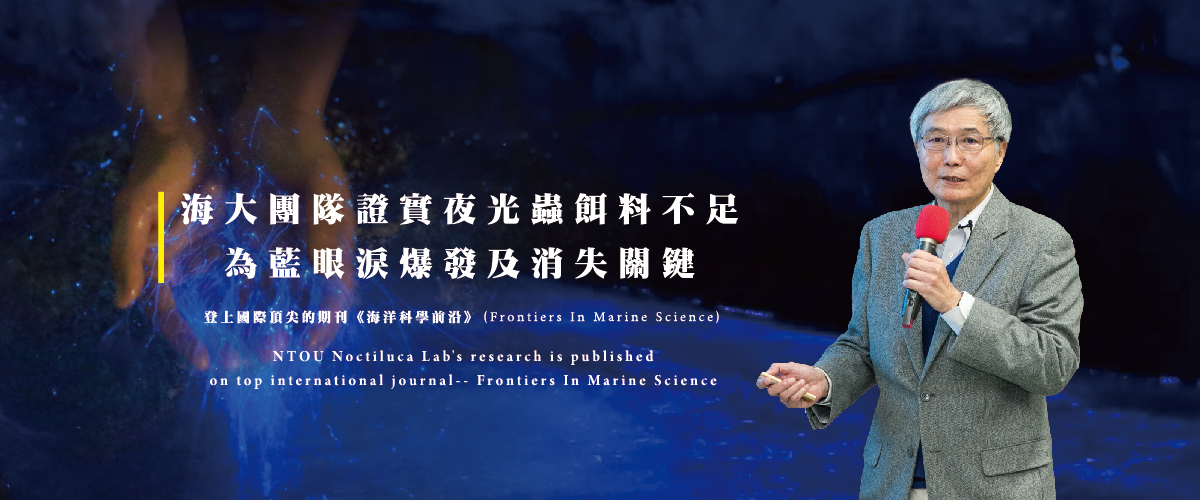 海大團隊證實夜光蟲餌料不足
為藍眼淚爆發及消失關鍵
登上國際頂尖的期刊《海洋科學前沿》(Frontiers In Marine Science)
NTOU Noctiluca Lab's research is published
on top international journal-- Frontiers In Marine Science